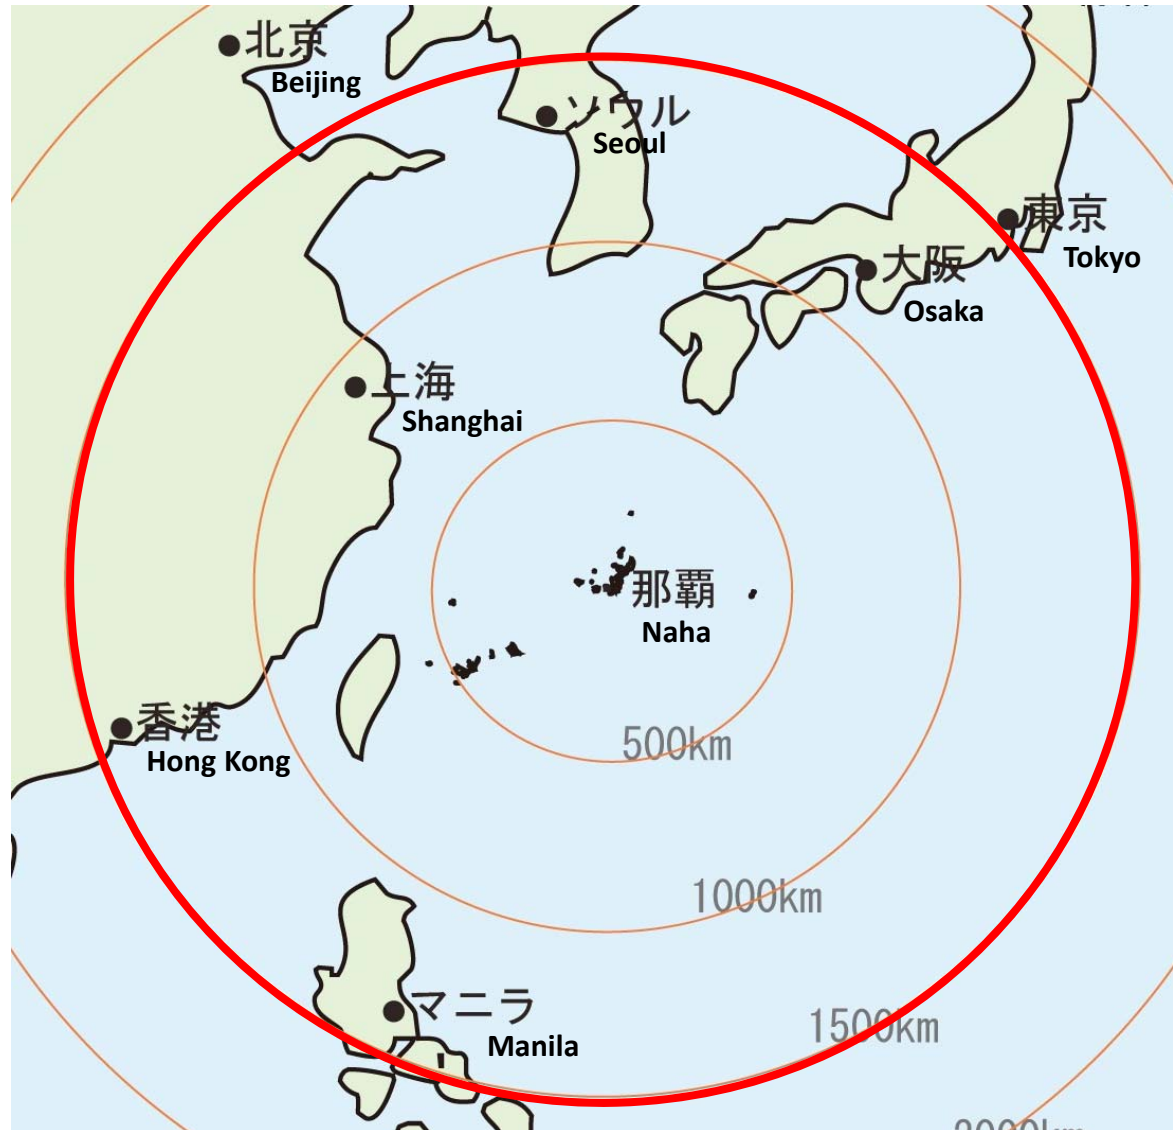 北京
Beijing
ソウル
Seoul
東京
Tokyo
大阪
Osaka
上海
Shanghai
那覇
Naha
香港
Hong Kong
500km
1000km
マニラ
Manila
1500km
2000km